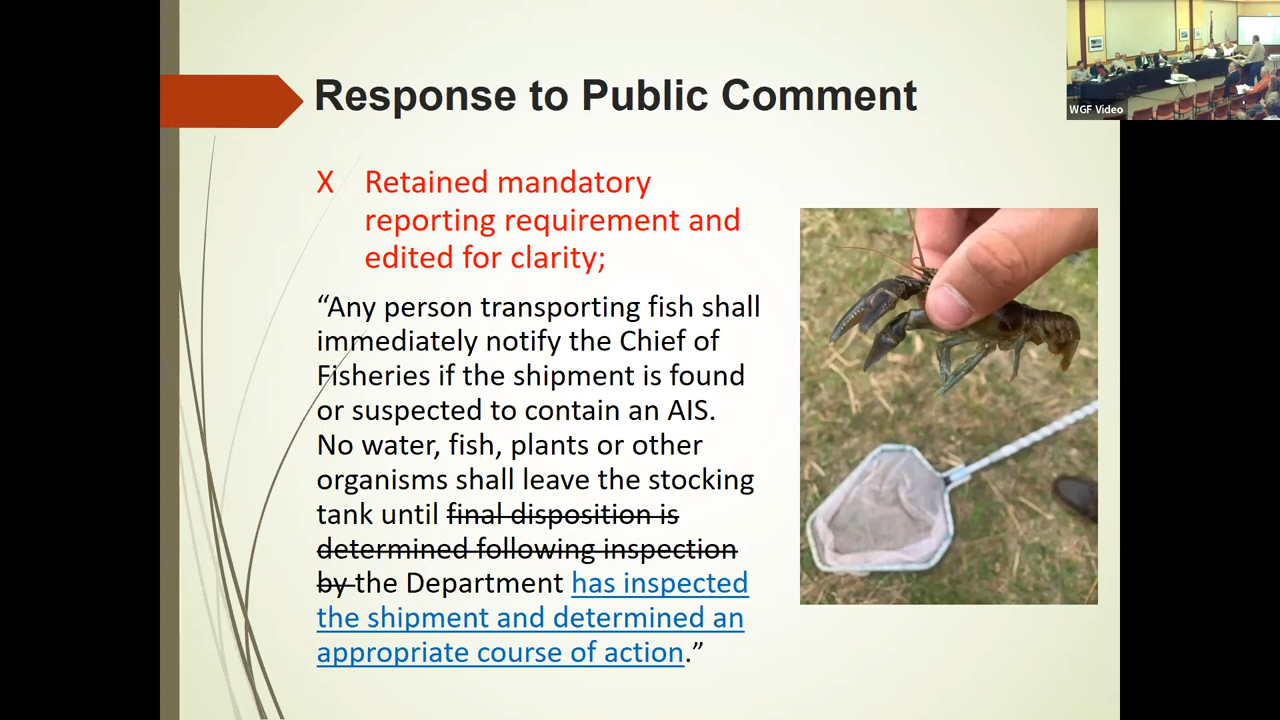 Response to Public Comment
WGF Video
X Retained mandatory
reporting requirement and
edited for clarity;
“Any person transporting fish shall
immediately notify the Chief of
Fisheries if the shipment is found
or suspected to contain an AIS.
No water, fish, plants or other
organisms shall leave the stocking
tank until final disposition is
determined following inspection
by the Department has inspected
the shipment and determined an
appropriate course of action.”